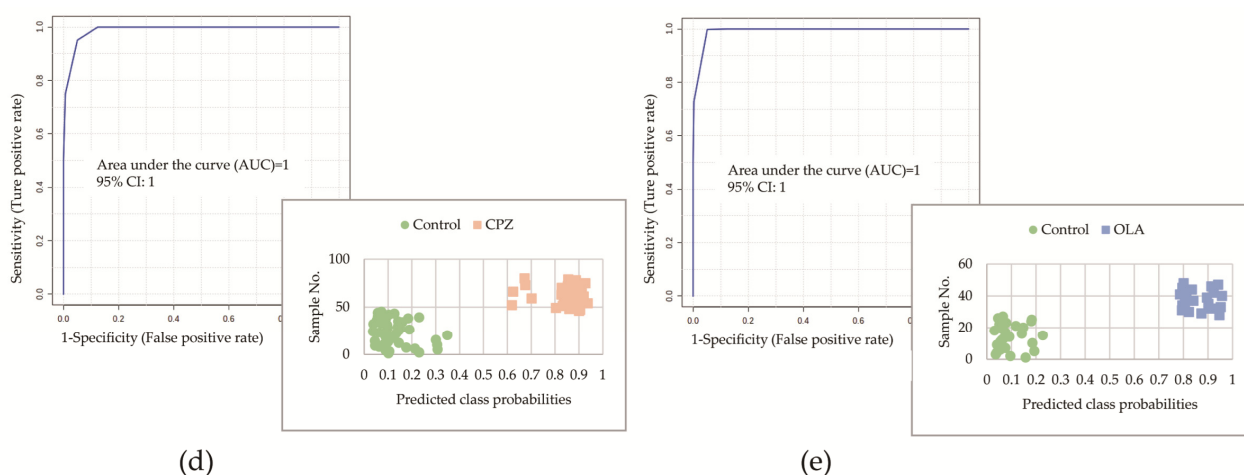 1.0
0.8
0.6
0.4
0.2
0.0
Sensitivity (Ture positive rate)
Area under the curve (AUC)=1
95% CI: 1
0.0 0.2 0.4 0.6 0.8
1-Specificity (False positive rate)
Control CPZ
100
50
0
Sample No.
0 0.1 0.2 0.3 0.4 0.5 0.6 0.7 0.8 0.9 1
Predicted class probabilities
(d)
1.0
0.8
0.6
0.4
0.2
0.0
Sensitivity (Ture positive rate)
Area under the curve (AUC)=1
95% CI: 1
0.0 0.2 0.4 0.6 0.8
1-Specificity (False positive rate)
Control OLA
60
40
20
0
Sample No.
0 0.1 0.2 0.3 0.4 0.5 0.6 0.7 0.8 0.9 1
Predicted class probabilities
(e)